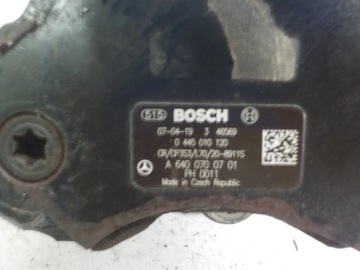 515 BOSCH
07-04-19 3 46569
0 445 010 120
CR/CP3S3/L70/20-8911S
A 640 070 07 01
PH 0011
Made in Czech Republic